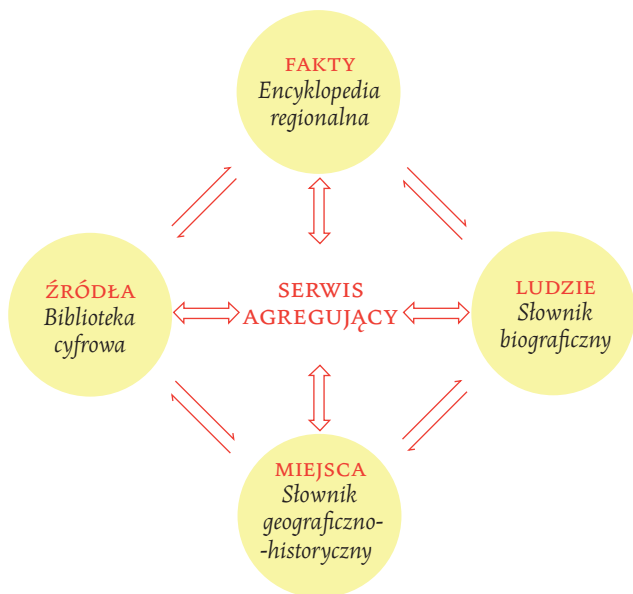 FAKTY
Encyklopedia
regionalna
ŹRÓDŁA
Biblioteka
cyfrowa
SERWIS
AGREGUJĄCY
LUDZIE
Słownik
biograficzny
MIEJSCA
Słownik
geograficzno-
-historyczny